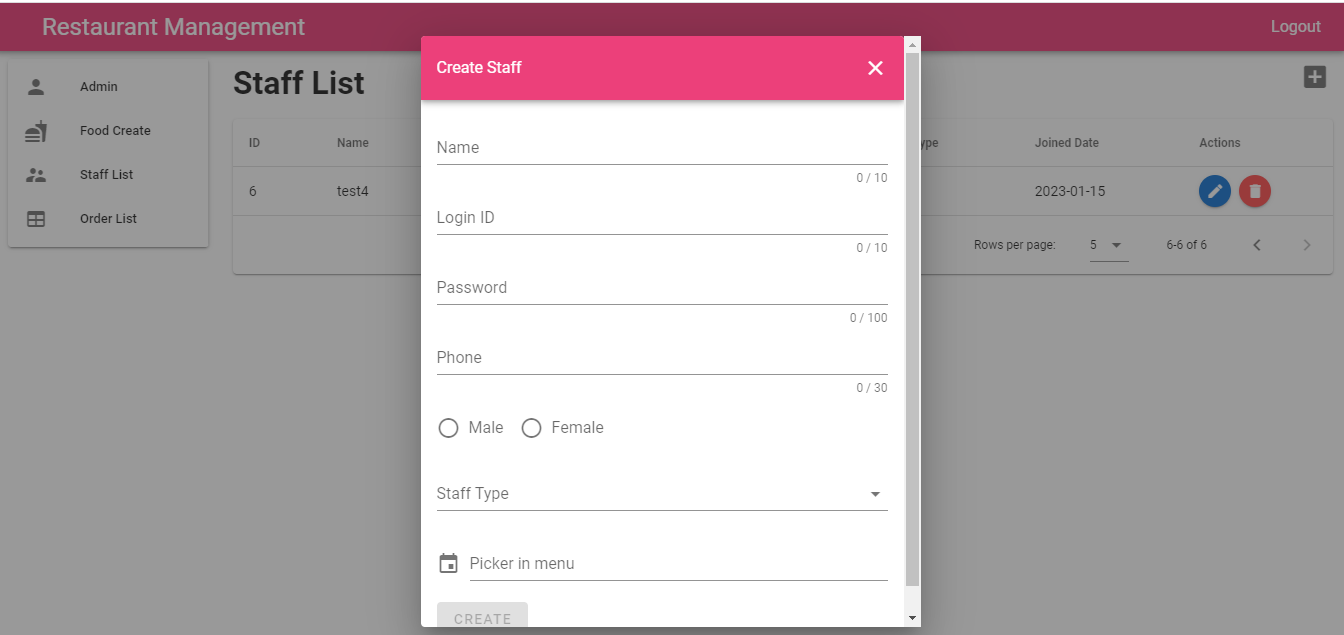 Restaurant Management
Logout
Admin
Food Create
Staff List
Order List
Staff List
ID Name ype Joined Date Actions
6 test4 2023-01-15
Rows per page: 5 6-6 of 6
Create Staff
Name
0 / 10
Login ID
0 / 10
Password
0 / 100
Phone
0 / 30
Male Female
Staff Type
Picker in menu
CREATE